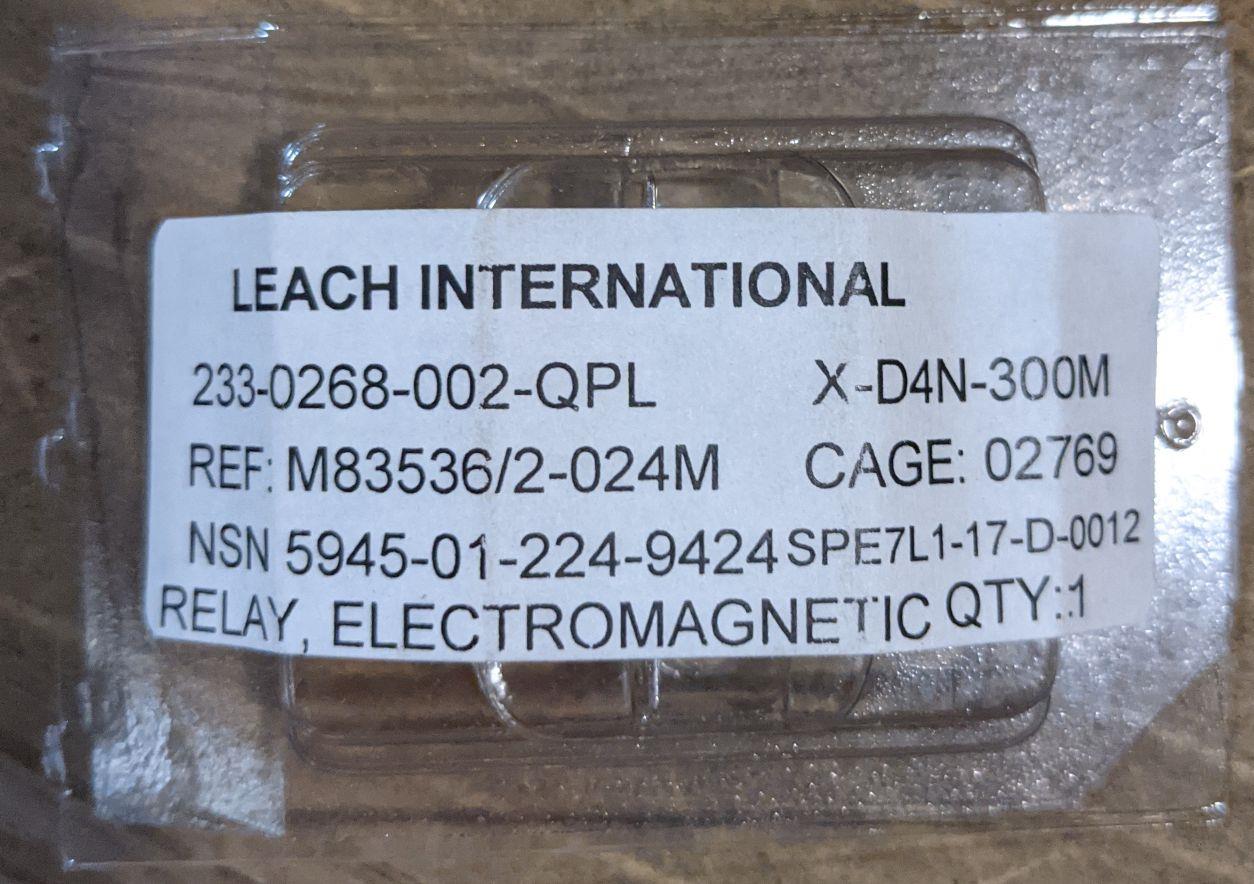 LEACH INTERNATIONAL
233-0268-002-QPL X-D4N-300M
REF: M83536/2-024M CAGE: 02769
NSN 5945-01-224-9424 SPE7L1-17-D-0012
RELAY, ELECTROMAGNETIC QTY:1